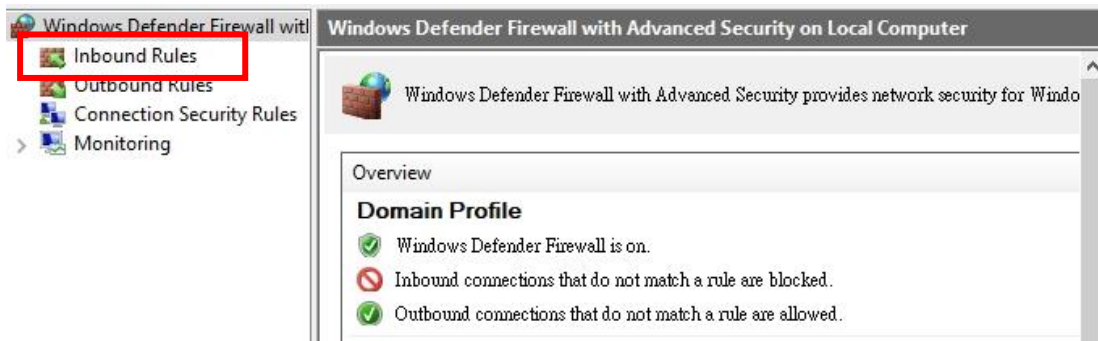 Windows Defender Firewall with
Inbound Rules
Outbound Rules
Connection Security Rules
Monitoring
Windows Defender Firewall with Advanced Security on Local Computer
Windows Defender Firewall with Advanced Security provides network security for Windo
Overview
Domain Profile
Windows Defender Firewall is on.
Inbound connections that do not match a rule are blocked.
Outbound connections that do not match a rule are allowed.